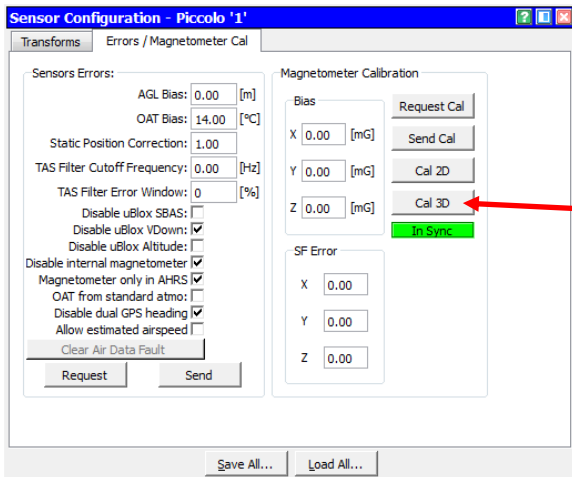 Sensor Configuration - Piccolo '1'
Transforms
Errors / Magnetometer Cal
Sensors Errors:
AGL Bias: 0.00 [m]
OAT Bias: 14.00 [ºC]
Static Position Correction: 1.00
TAS Filter Cutoff Frequency: 0.00 [Hz]
TAS Filter Error Window: 0 [%]
Disable uBlox SBAS:
Disable uBlox VDown:
Disable uBlox Altitude:
Disable internal magnetometer
Magnetometer only in AHRS
OAT from standard atmo:
Disable dual GPS heading
Allow estimated airspeed
Clear Air Data Fault
Request Send
Magnetometer Calibration
Bias
X 0.00 [mG]
Y 0.00 [mG]
Z 0.00 [mG]
Request Cal
Send Cal
Cal 2D
Cal 3D
In Sync
SF Error
X 0.00
Y 0.00
Z 0.00
Save All... Load All...